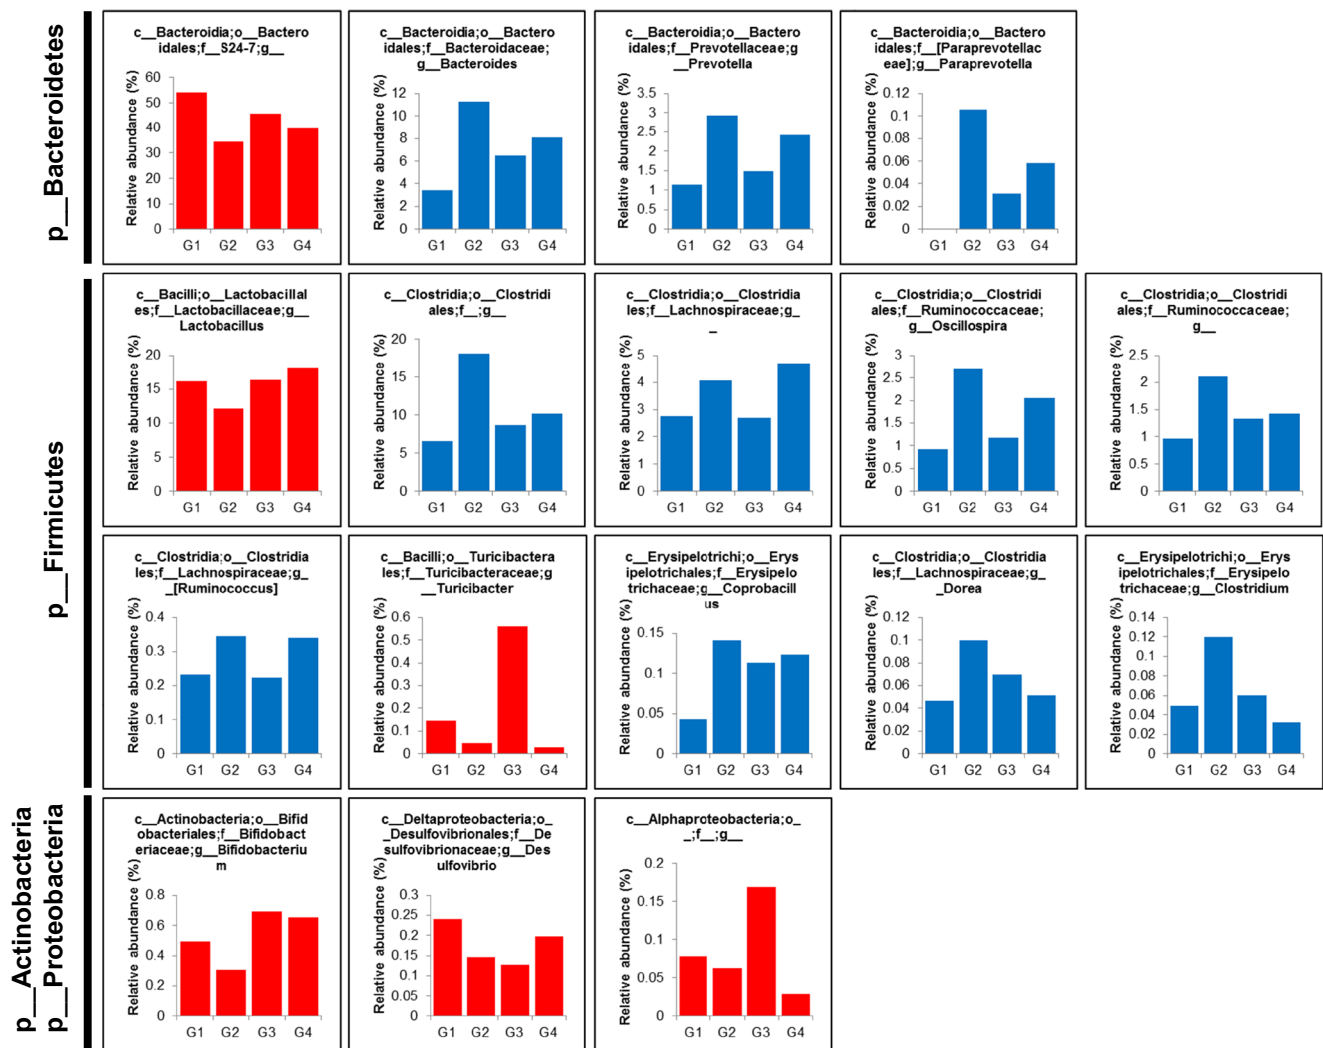 p__Bacteroidetes
c__Bacteroidia;o__Bactero
idales;f__S24-7;g__
Relative abundance (%)
60
50
40
30
20
10
0
G1 G2 G3 G4
c__Bacteroidia;o__Bactero
idales;f__Bacteroidaceae;
g__Bacteroides
Relative abundance (%)
12
10
8
6
4
2
0
G1 G2 G3 G4
c__Bacteroidia;o__Bactero
idales;f__Prevotellaceae;g
__Prevotella
Relative abundance (%)
3.5
3
2.5
2
1.5
1
0.5
0
G1 G2 G3 G4
c__Bacteroidia;o__Bactero
idales;f__[Paraprevotellac
eae];g__Paraprevotella
Relative abundance (%)
0.12
0.1
0.08
0.06
0.04
0.02
0
G1 G2 G3 G4
p__Firmicutes
c__Bacilli;o__Lactobacillal
es;f__Lactobacillaceae;g__
Lactobacillus
Relative abundance (%)
20
15
10
5
0
G1 G2 G3 G4
c__Clostridia;o__Clostridi
ales;f__;g__
Relative abundance (%)
20
15
10
5
0
G1 G2 G3 G4
c__Clostridia;o__Clostridia
les;f__Lachnospiraceae;g_
_
Relative abundance (%)
5
4
3
2
1
0
G1 G2 G3 G4
c__Clostridia;o__Clostridi
ales;f__Ruminococcaceae;
g__Oscillospira
Relative abundance (%)
3
2.5
2
1.5
1
0.5
0
G1 G2 G3 G4
c__Clostridia;o__Clostridi
ales;f__Ruminococcaceae;
g__
Relative abundance (%)
2.5
2
1.5
1
0.5
0
G1 G2 G3 G4
c__Clostridia;o__Clostridia
les;f__Lachnospiraceae;g_
_[Ruminococcus]
Relative abundance (%)
0.4
0.3
0.2
0.1
0
G1 G2 G3 G4
c__Bacilli;o__Turicibactera
les;f__Turicibacteraceae;g
__Turicibacter
Relative abundance (%)
0.6
0.5
0.4
0.3
0.2
0.1
0
G1 G2 G3 G4
c__Erysipelotrichi;o__Erys
ipelotrichales;f__Erysipelo
trichaceae;g__Coprobacill
us
Relative abundance (%)
0.15
0.1
0.05
0
G1 G2 G3 G4
c__Clostridia;o__Clostridia
les;f__Lachnospiraceae;g_
_Dorea
Relative abundance (%)
0.12
0.1
0.08
0.06
0.04
0.02
0
G1 G2 G3 G4
c__Erysipelotrichi;o__Erys
ipelotrichales;f__Erysipelo
trichaceae;g__Clostridium
Relative abundance (%)
0.14
0.12
0.1
0.08
0.06
0.04
0.02
0
G1 G2 G3 G4
p__Actinobacteria
p__Proteobacteria
c__Actinobacteria;o__Bifid
obacteriales;f__Bifidobact
eriaceae;g__Bifidobacteriu
m
Relative abundance (%)
0.8
0.6
0.4
0.2
0
G1 G2 G3 G4
c__Deltaproteobacteria;o_
_Desulfovibrionales;f__De
sulfovibrionaceae;g__Des
ulfovibrio
Relative abundance (%)
0.3
0.25
0.2
0.15
0.1
0.05
0
G1 G2 G3 G4
c__Alphaproteobacteria;o_
_;f__;g__
Relative abundance (%)
0.2
0.15
0.1
0.05
0
G1 G2 G3 G4